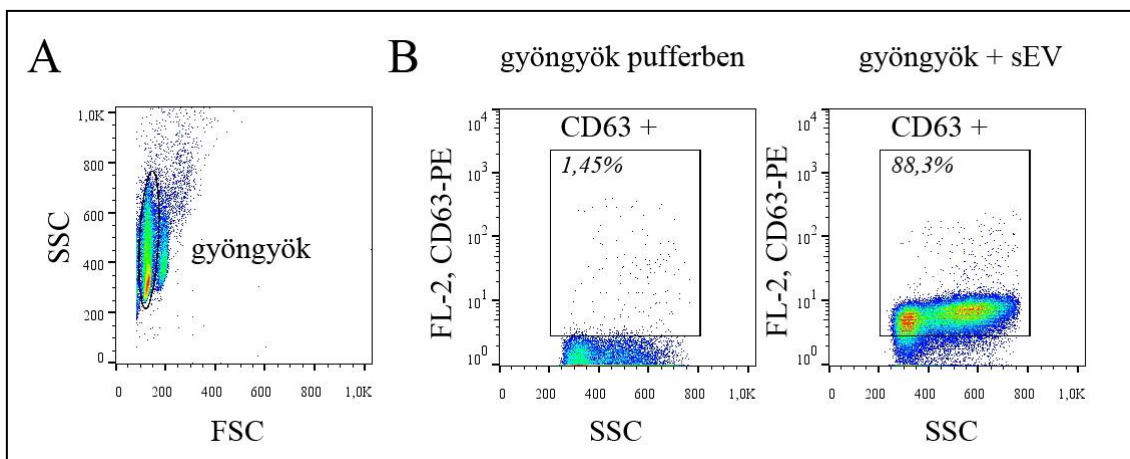 A
1,0K
800
600
400
200
0
SSC
gyöngyök
0 200 400 600 800 1,0K
FSC
B
gyöngyök pufferben
10^4
10^3
10^2
10^1
10^0
FL-2, CD63-PE
CD63 +
1,45%
0 200 400 600 800 1,0K
SSC
gyöngyök + sEV
10^4
10^3
10^2
10^1
10^0
FL-2, CD63-PE
CD63 +
88,3%
0 200 400 600 800 1,0K
SSC